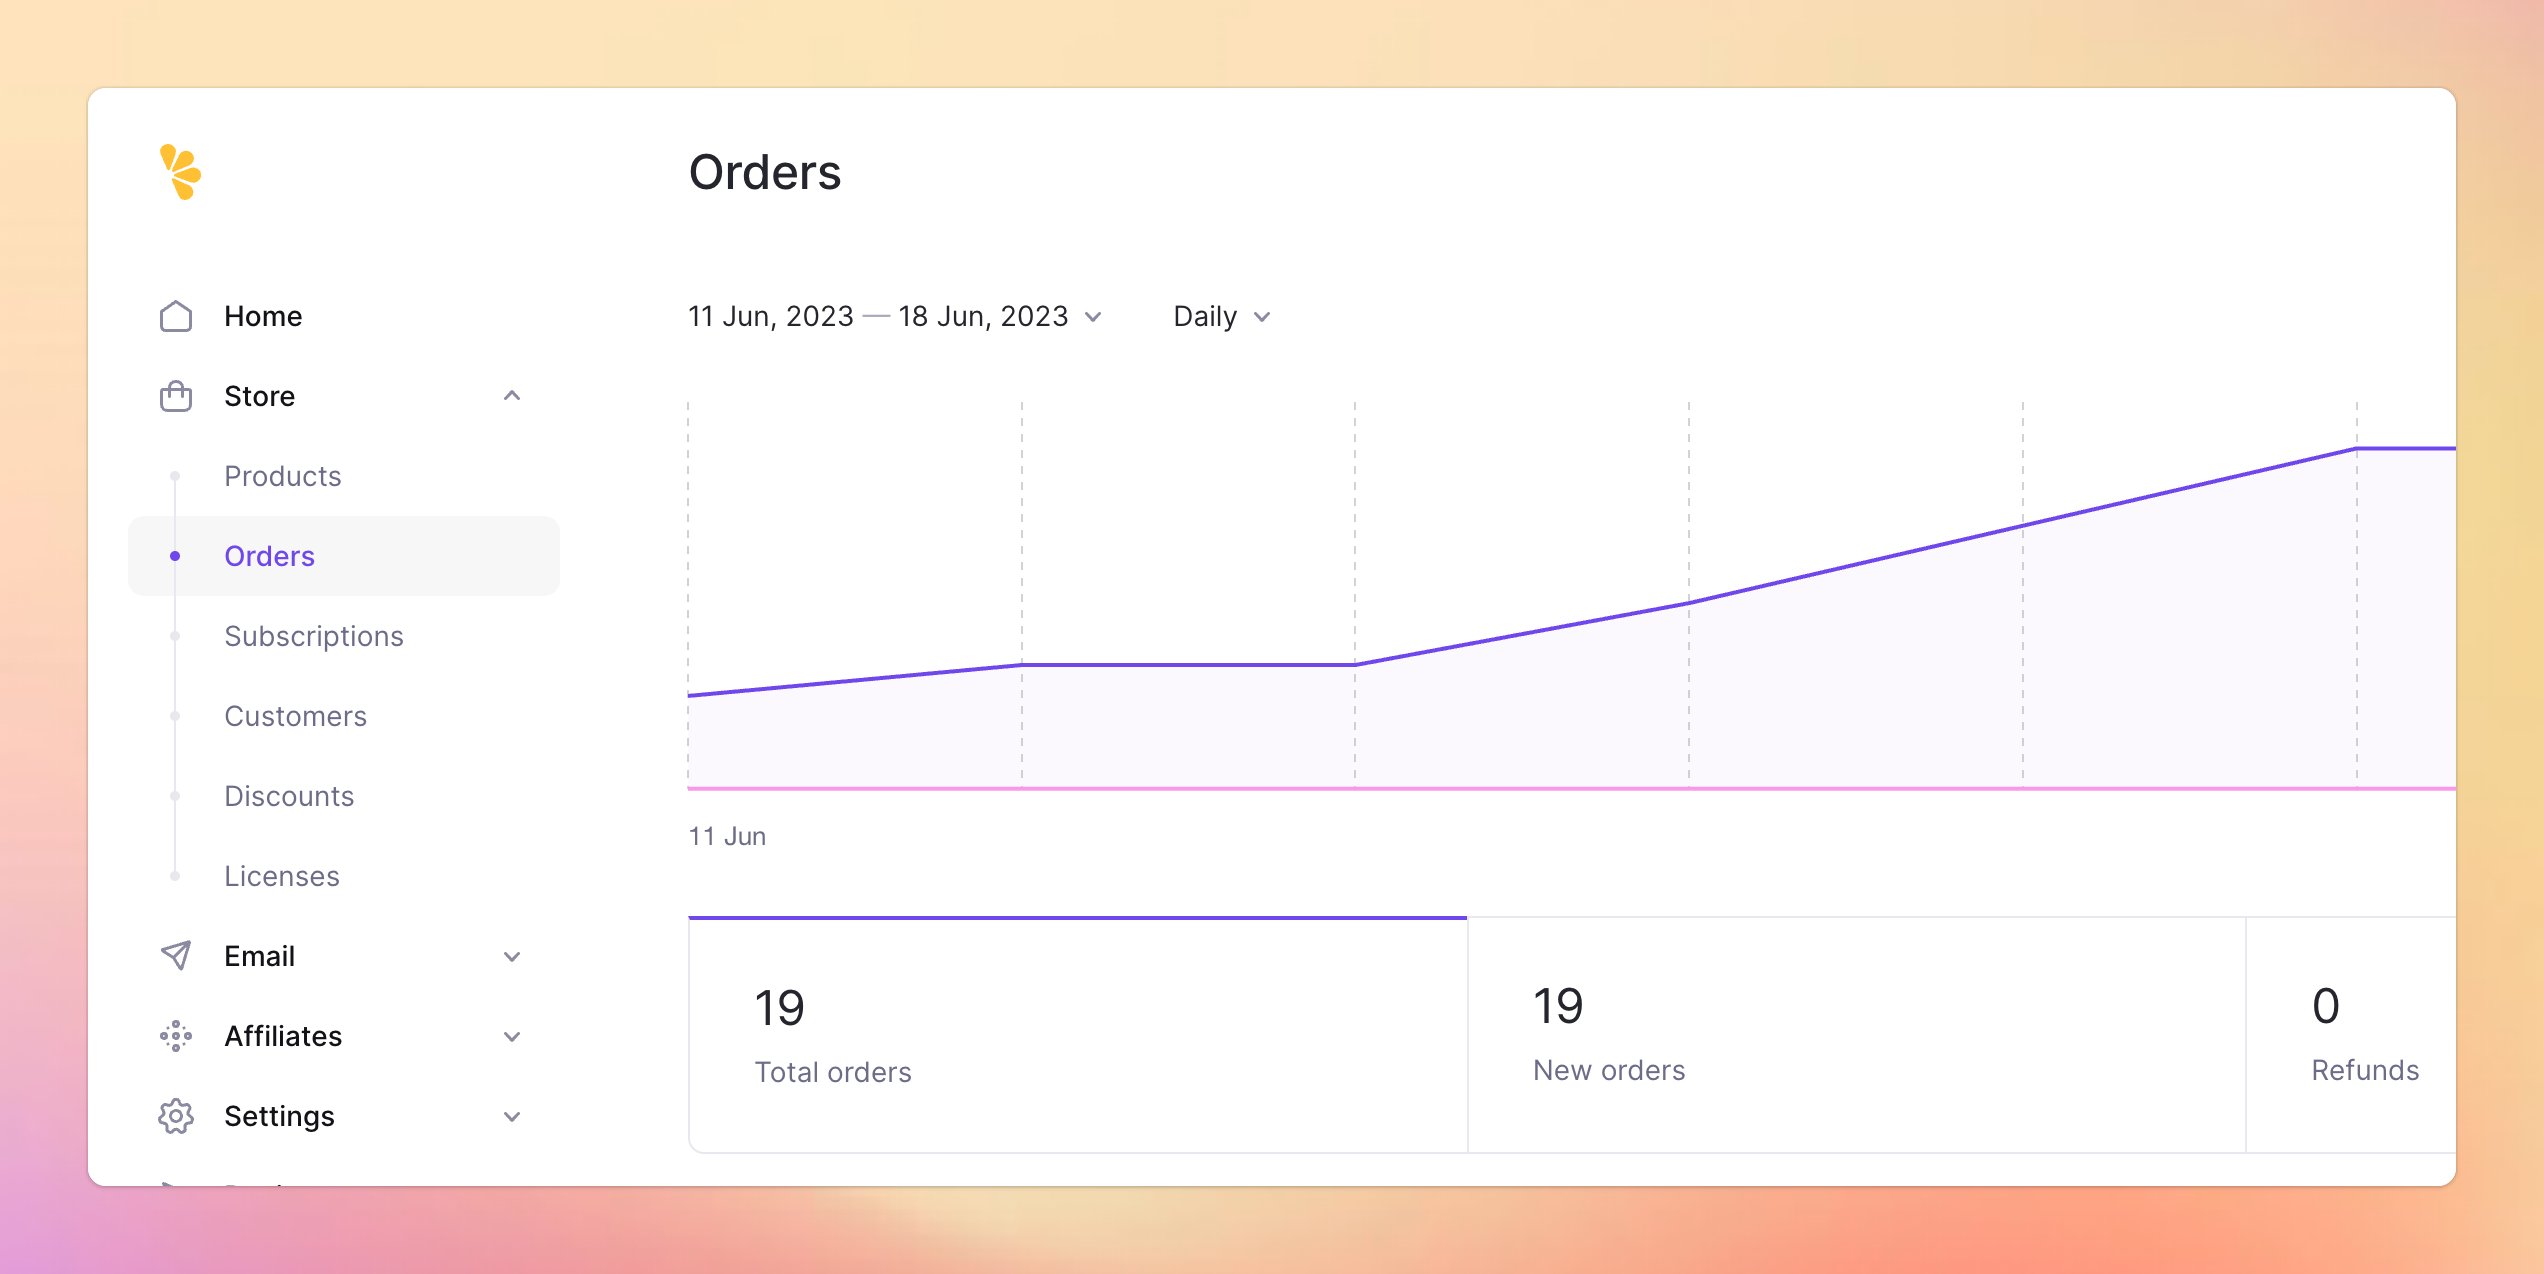 Orders
Home
Store
Products
Orders
Subscriptions
Customers
Discounts
Licenses
Email
Affiliates
Settings
11 Jun, 2023 — 18 Jun, 2023
Daily
11 Jun
19
Total orders
19
New orders
0
Refunds